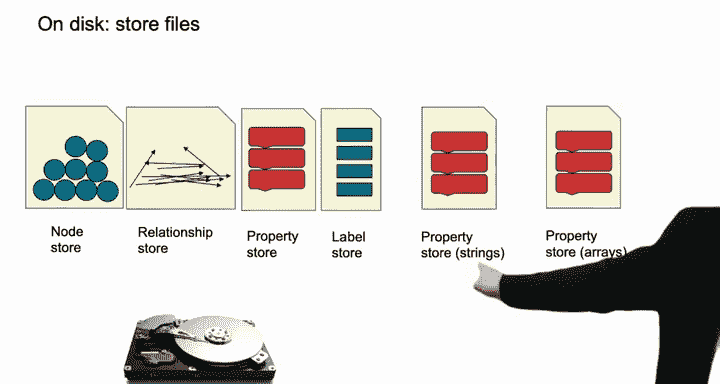 On disk: store files
Node
store
Relationship
store
Property
store
Label
store
Property
store (strings)
Property
store (arrays)